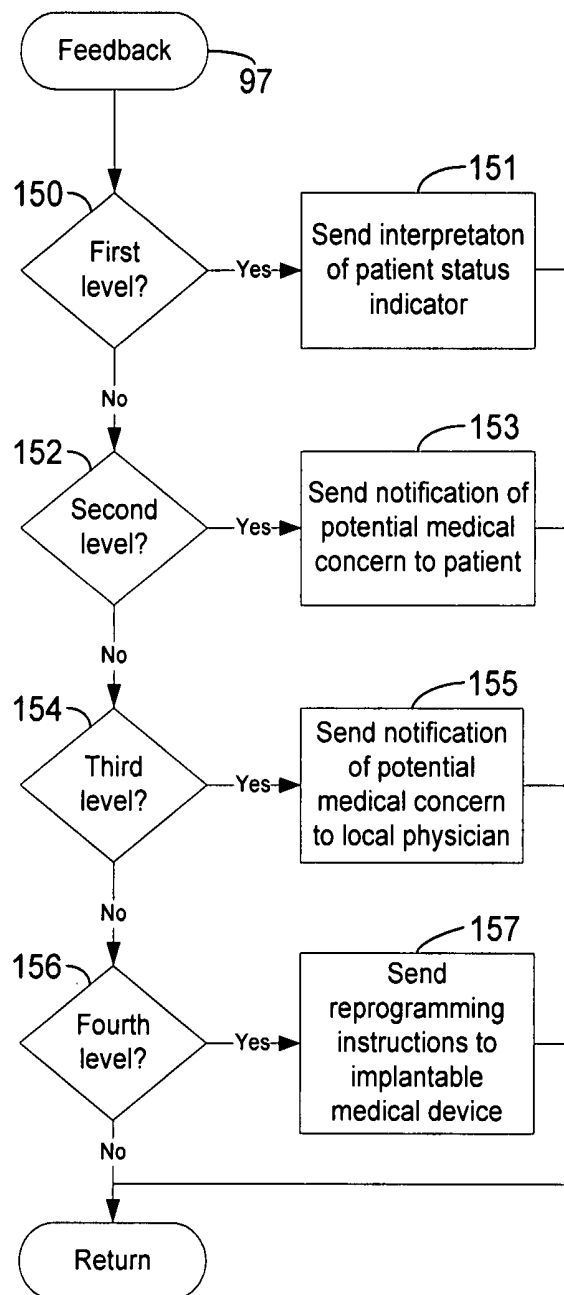 Feedback
97
150
151
First
level?
Yes
Send interpretaton
of patient status
indicator
No
152
153
Second
level?
Yes
Send notification of
potential medical
concern to patient
No
154
155
Third
level?
Yes
Send notification
of potential
medical concern
to local physician
No
156
157
Fourth
level?
Yes
Send
reprogramming
instructions to
implantable
medical device
No
Return